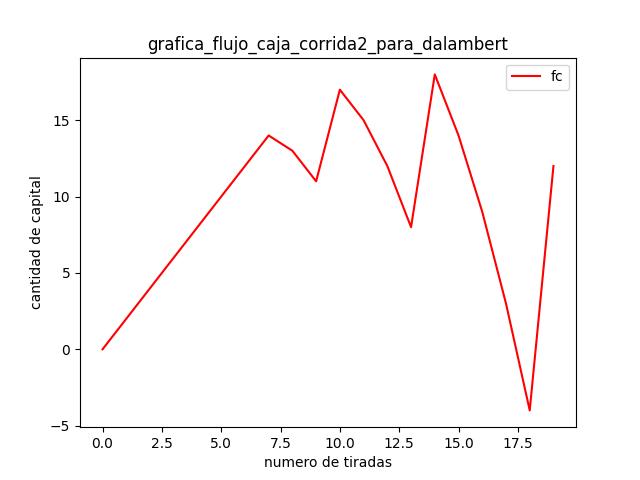 grafica_flujo_caja_corrida2_para_dalambert
fc
cantidad de capital
15
10
5
0
−5
0.0 2.5 5.0 7.5 10.0 12.5 15.0 17.5
numero de tiradas